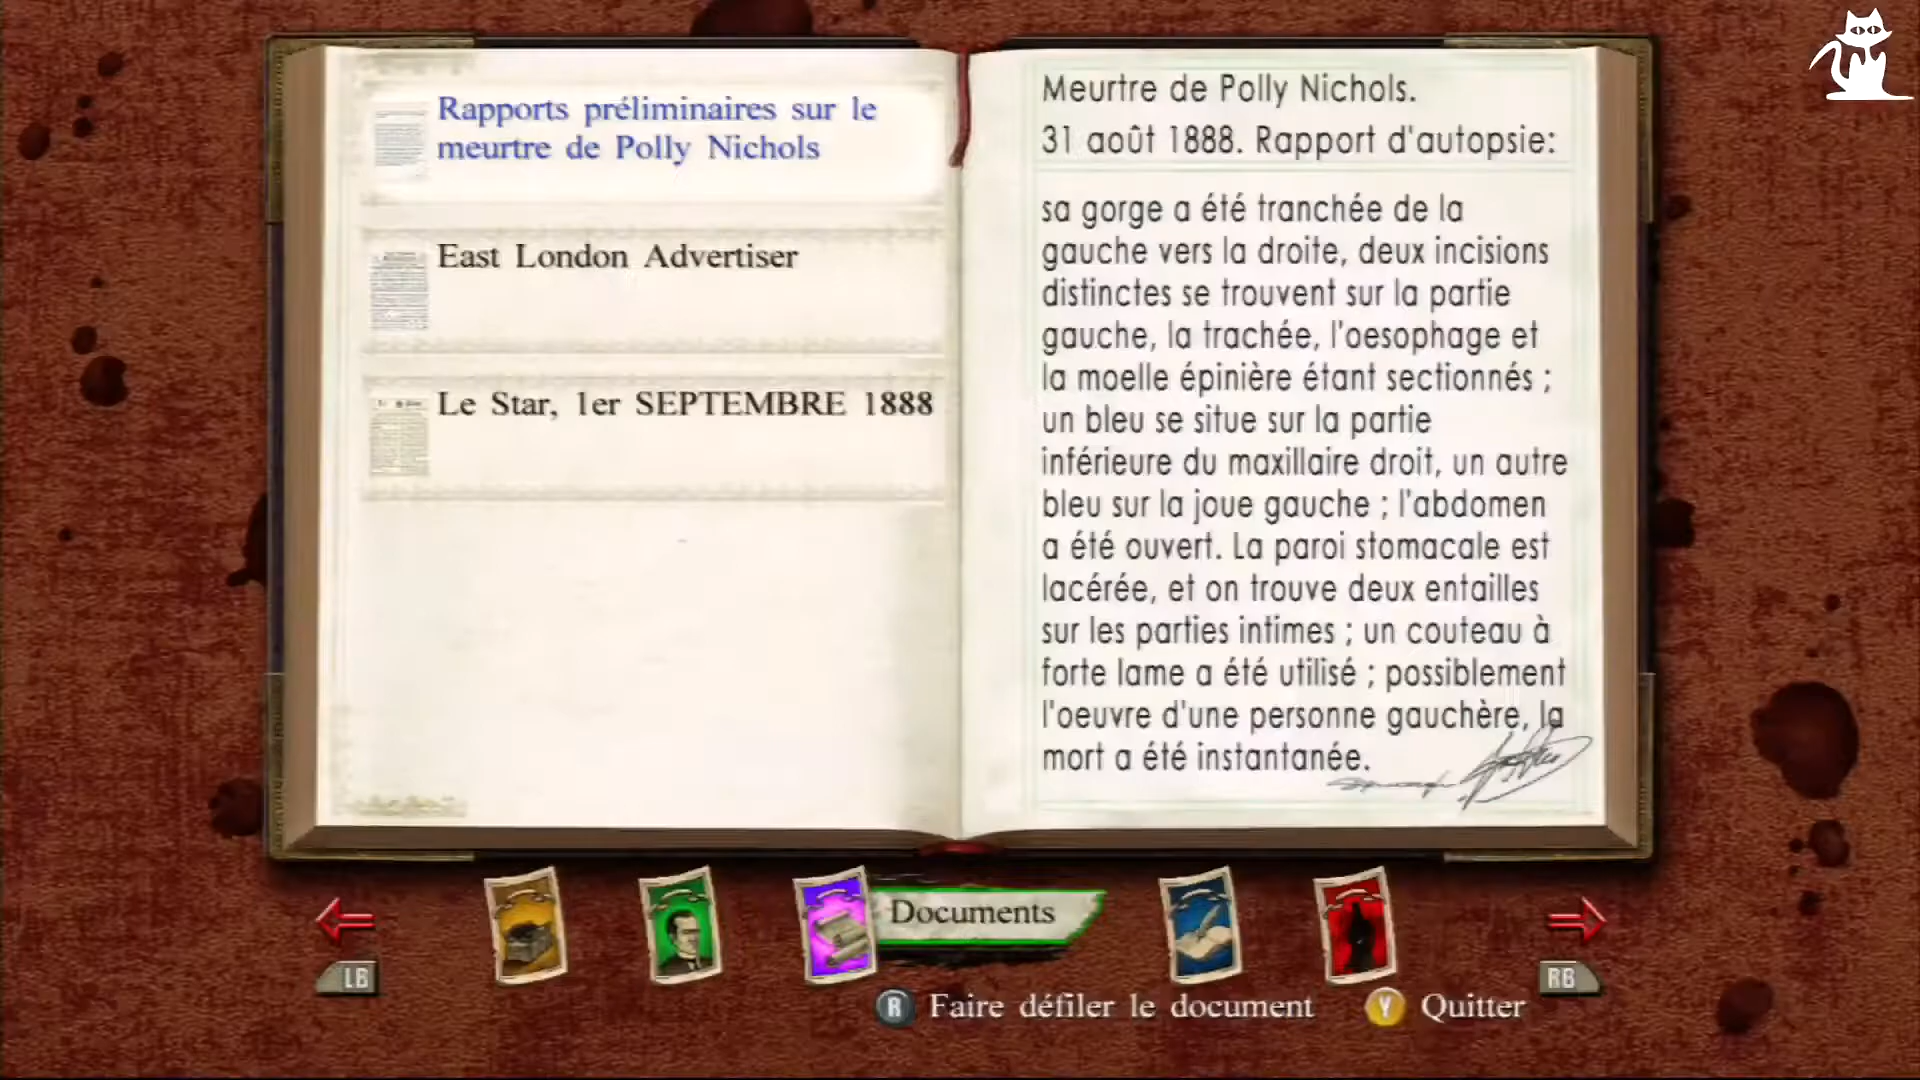 Rapports préliminaires sur le
meurtre de Polly Nichols
East London Advertiser
Le Star, 1er SEPTEMBRE 1888
Meurtre de Polly Nichols.
31 août 1888. Rapport d'autopsie:
sa gorge a été tranchée de la
gauche vers la droite, deux incisions
distinctes se trouvent sur la partie
gauche, la trachée, l'oesophage et
la moelle épinière étant sectionnés ;
un bleu se situe sur la partie
inférieure du maxillaire droit, un autre
bleu sur la joue gauche ; l'abdomen
a été ouvert. La paroi stomacale est
lacérée, et on trouve deux entailles
sur les parties intimes ; un couteau à
forte lame a été utilisé ; possiblement
l'oeuvre d'une personne gauchère, la
mort a été instantanée.
Documents
LB
RB
R Faire défiler le document
Y Quitter